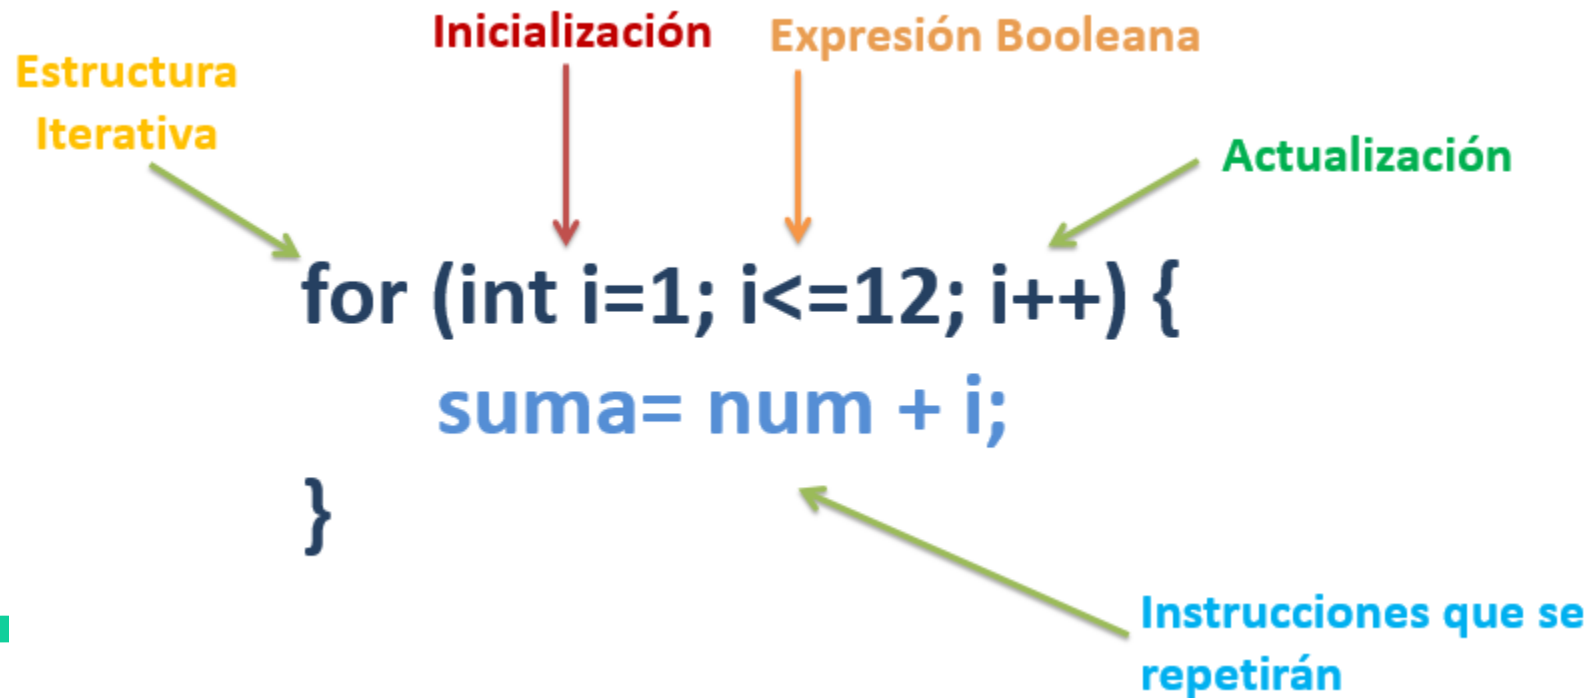 Inicialización
Expresión Booleana
Estructura
Iterativa
Actualización
for (int i=1; i<=12; i++) {
suma= num + i;
}
Instrucciones que se
repetirán